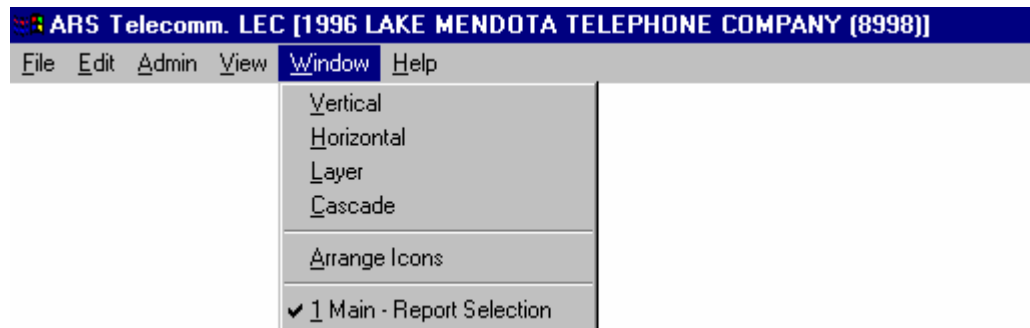 ARS Telecomm. LEC [1996 LAKE MENDOTA TELEPHONE COMPANY (8998)]
File Edit Admin View Window Help
Vertical
Horizontal
Layer
Cascade
Arrange Icons
1 Main - Report Selection